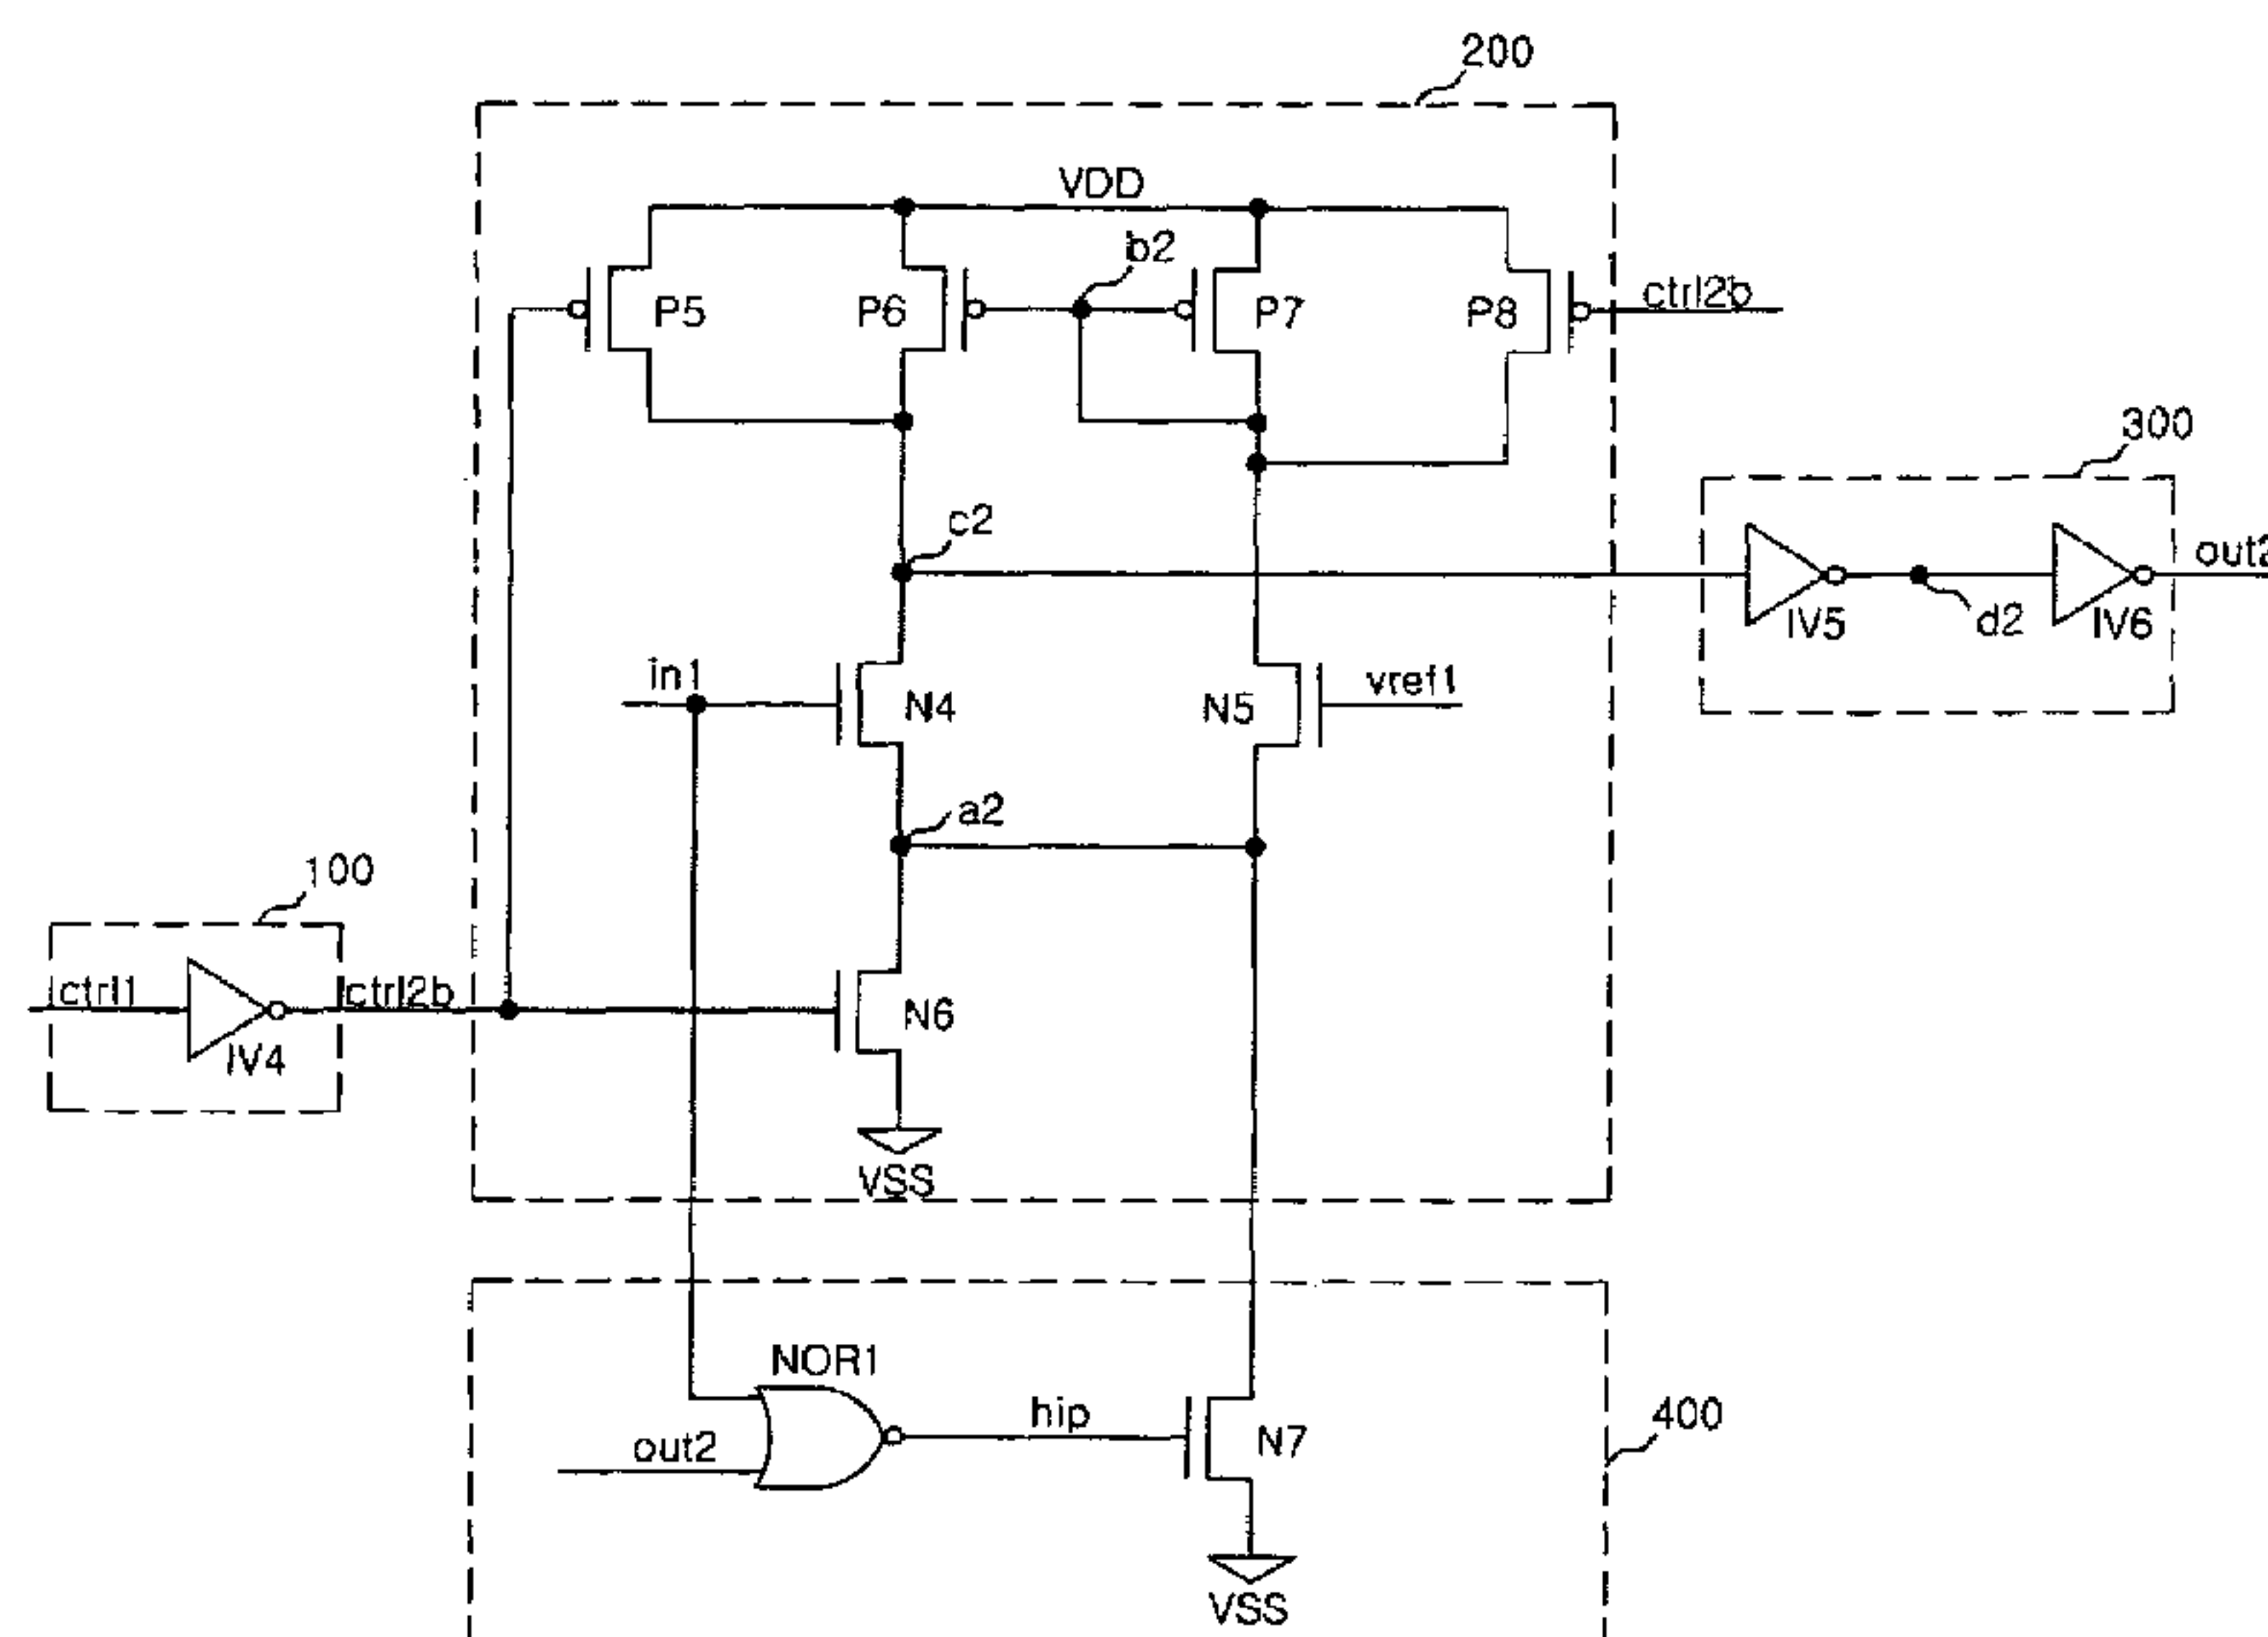 200
VDD
b2
P5
P6
P7
P8
ctrl2b
300
c2
IV5
d2
IV6
in1
N4
N5
vref1
a2
100
ctrl1
IV4
ctrl2b
N6
VSS
NOR1
out2
hip
N7
400
VSS